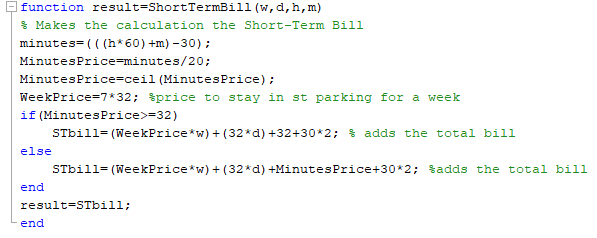 function result=ShortTermBill(w,d,h,m)
% Makes the calculation the Short-Term Bill
minutes=(((h*60)+m)-30);
MinutesPrice=minutes/20;
MinutesPrice=ceil(MinutesPrice);
WeekPrice=7*32; %price to stay in st parking for a week
if(MinutesPrice>=32)
    STbill=(WeekPrice*w)+(32*d)+32+30*2; % adds the total bill
else
    STbill=(WeekPrice*w)+(32*d)+MinutesPrice+30*2; %adds the total bill
end
result=STbill;
end